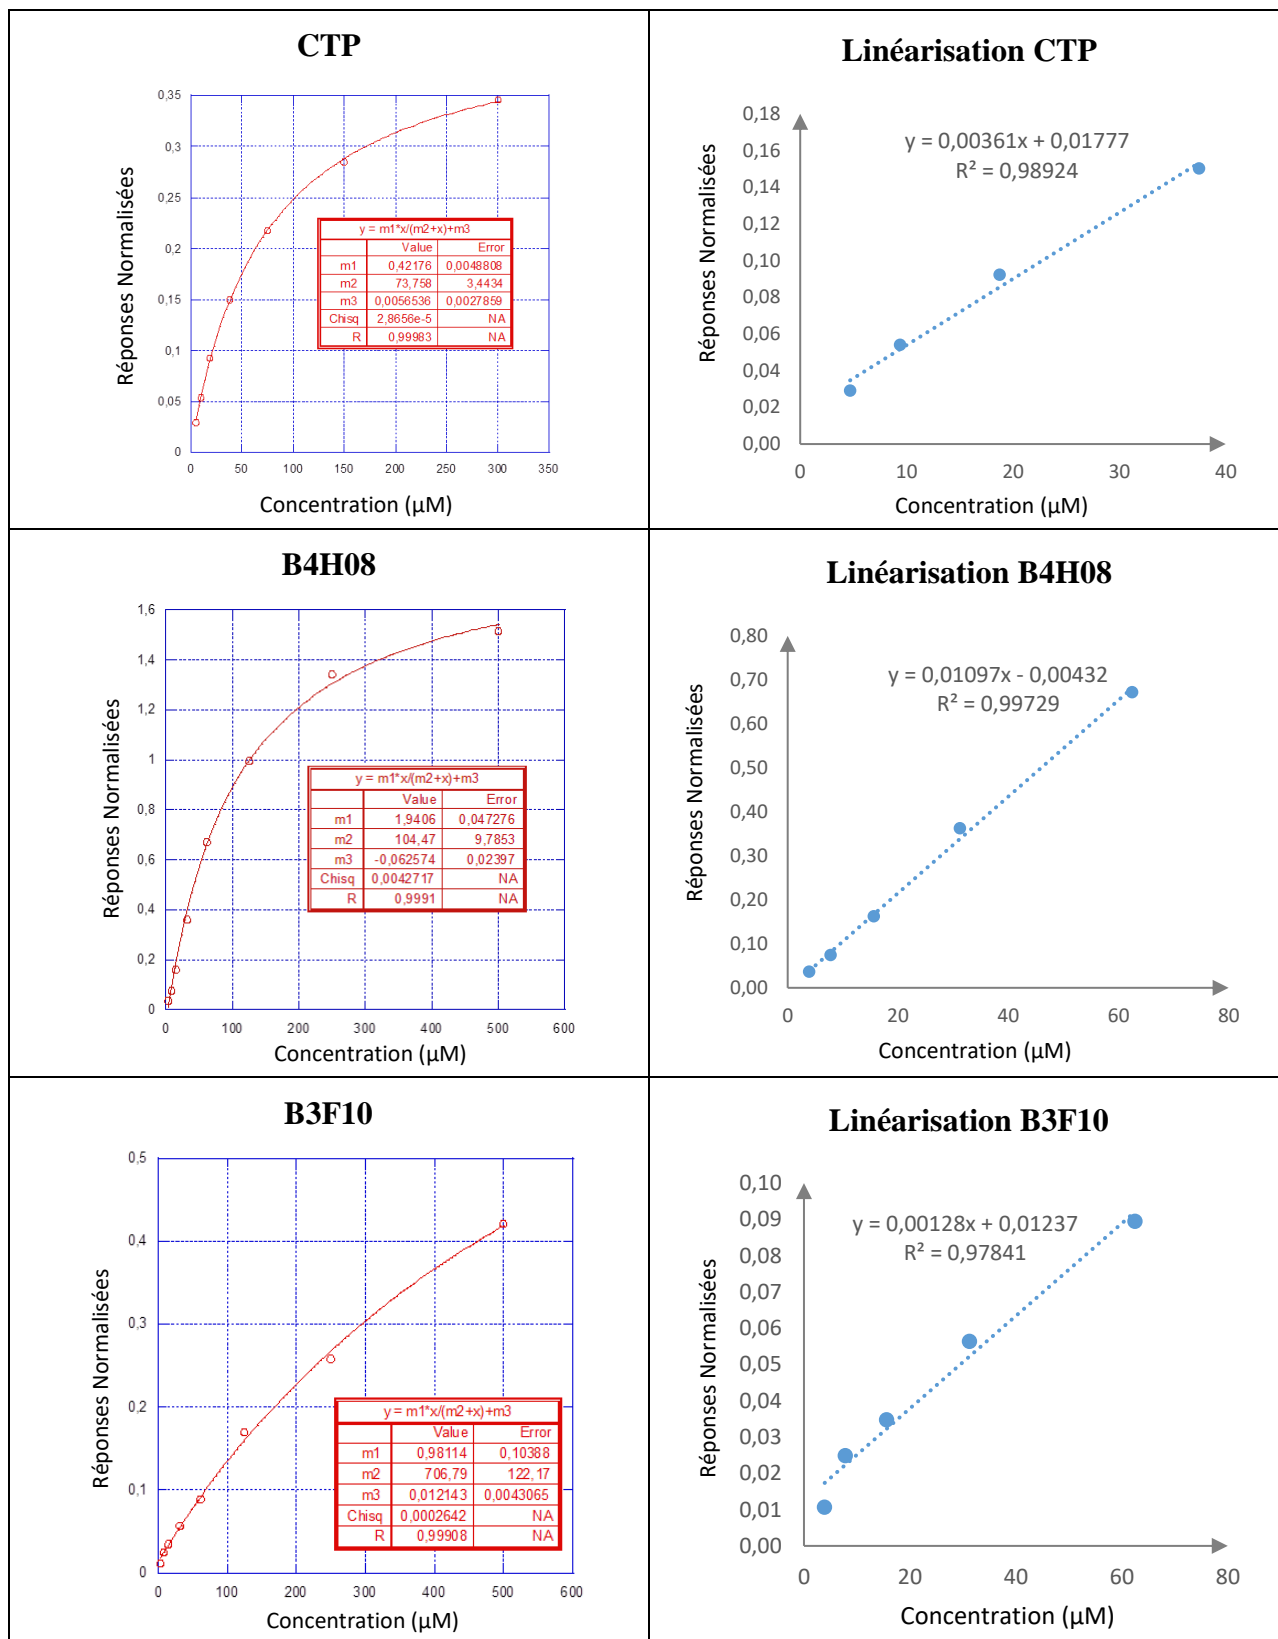 CTP
0,35
0,3
0,25
0,2
0,15
0,1
0,05
0
0 50 100 150 200 250 300 350
Réponses Normalisées
Concentration (µM)
y = m1*x/(m2+x)+m3
Value Error
m1 0,42176 0,0048808
m2 73,758 3,4434
m3 0,0056536 0,0027859
Chisq 2,8656e-5 NA
R 0,99983 NA
Linéarisation CTP
0,18
0,16
0,14
0,12
0,10
0,08
0,06
0,04
0,02
0,00
0 10 20 30 40
Réponses Normalisées
Concentration (µM)
y = 0,00361x + 0,01777
R² = 0,98924
B4H08
1,6
1,4
1,2
1
0,8
0,6
0,4
0,2
0
0 100 200 300 400 500 600
Réponses Normalisées
Concentration (µM)
y = m1*x/(m2+x)+m3
Value Error
m1 1,9406 0,047276
m2 104,47 9,7853
m3 -0,062574 0,02397
Chisq 0,0042717 NA
R 0,9991 NA
Linéarisation B4H08
0,80
0,70
0,60
0,50
0,40
0,30
0,20
0,10
0,00
0 20 40 60 80
Réponses Normalisées
Concentration (µM)
y = 0,01097x - 0,00432
R² = 0,99729
B3F10
0,5
0,4
0,3
0,2
0,1
0
0 100 200 300 400 500 600
Réponses Normalisées
Concentration (µM)
y = m1*x/(m2+x)+m3
Value Error
m1 0,98114 0,10388
m2 706,79 122,17
m3 0,012143 0,0043065
Chisq 0,0002642 NA
R 0,99908 NA
Linéarisation B3F10
0,10
0,09
0,08
0,07
0,06
0,05
0,04
0,03
0,02
0,01
0,00
0 20 40 60 80
Réponses Normalisées
Concentration (µM)
y = 0,00128x + 0,01237
R² = 0,97841